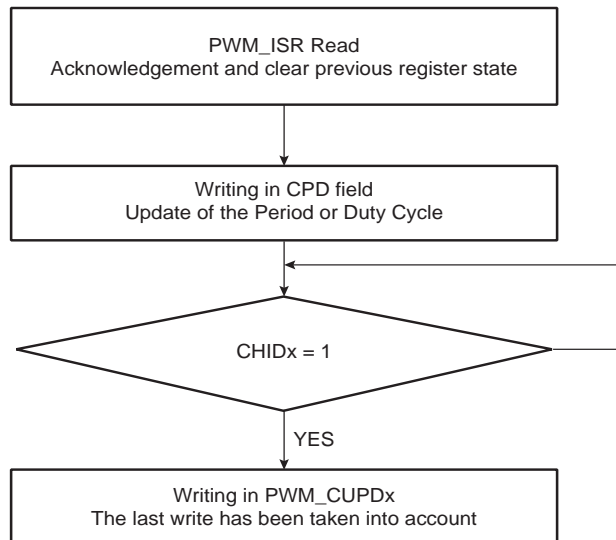 PWM_ISR Read
Acknowledgement and clear previous register state
Writing in CPD field
Update of the Period or Duty Cycle
CHIDx = 1
YES
Writing in PWM_CUPDx
The last write has been taken into account